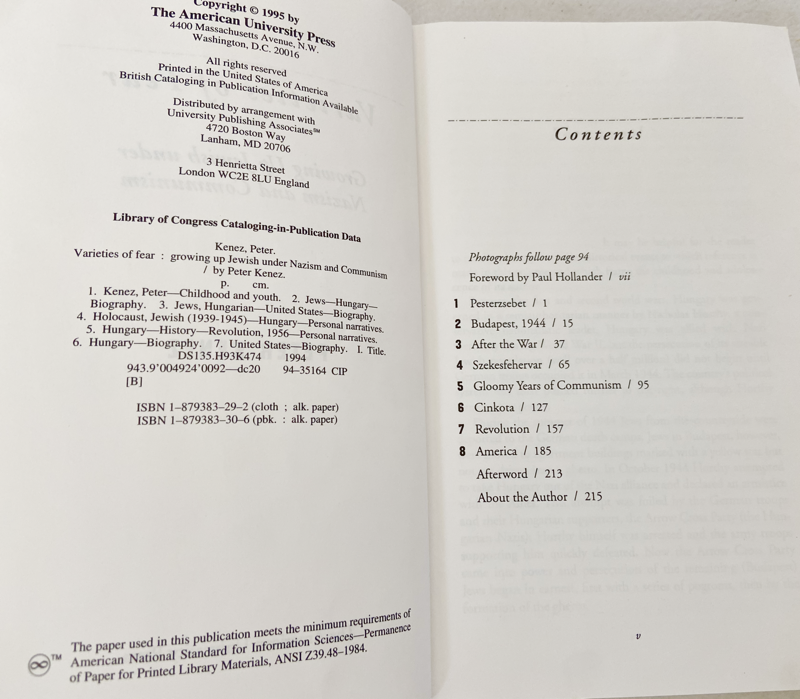 Copyright © 1995 by
The American University Press
4400 Massachusetts Avenue, N.W.
Washington, D.C. 20016
All rights reserved
Printed in the United States of America
British Cataloging in Publication Information Available
Distributed by arrangement with
University Publishing Associates℠
4720 Boston Way
Lanham, MD 20706
3 Henrietta Street
London WC2E 8LU England
Library of Congress Cataloging-in-Publication Data
Kenez, Peter.
Varieties of fear : growing up Jewish under Nazism and Communism
/ by Peter Kenez.
p. cm.
1. Kenez, Peter—Childhood and youth. 2. Jews—Hungary—
Biography. 3. Jews, Hungarian—United States—Biography.
4. Holocaust, Jewish (1939-1945)—Hungary—Personal narratives.
5. Hungary—History—Revolution, 1956—Personal narratives.
6. Hungary—Biography. 7. United States—Biography. I. Title.
DS135.H93K474 1994
943.9'004924'0092—dc20 94-35164 CIP
[B]
ISBN 1-879383-29-2 (cloth : alk. paper)
ISBN 1-879383-30-6 (pbk. : alk. paper)
The paper used in this publication meets the minimum requirements of
American National Standard for Information Sciences—Permanence
of Paper for Printed Library Materials, ANSI Z39.48-1984.
™
Contents
Photographs follow page 94
Foreword by Paul Hollander / vii
1 Pesterzsebet / 1
2 Budapest, 1944 / 15
3 After the War / 37
4 Szekesfehervar / 65
5 Gloomy Years of Communism / 95
6 Cinkota / 127
7 Revolution / 157
8 America / 185
Afterword / 213
About the Author / 215
v